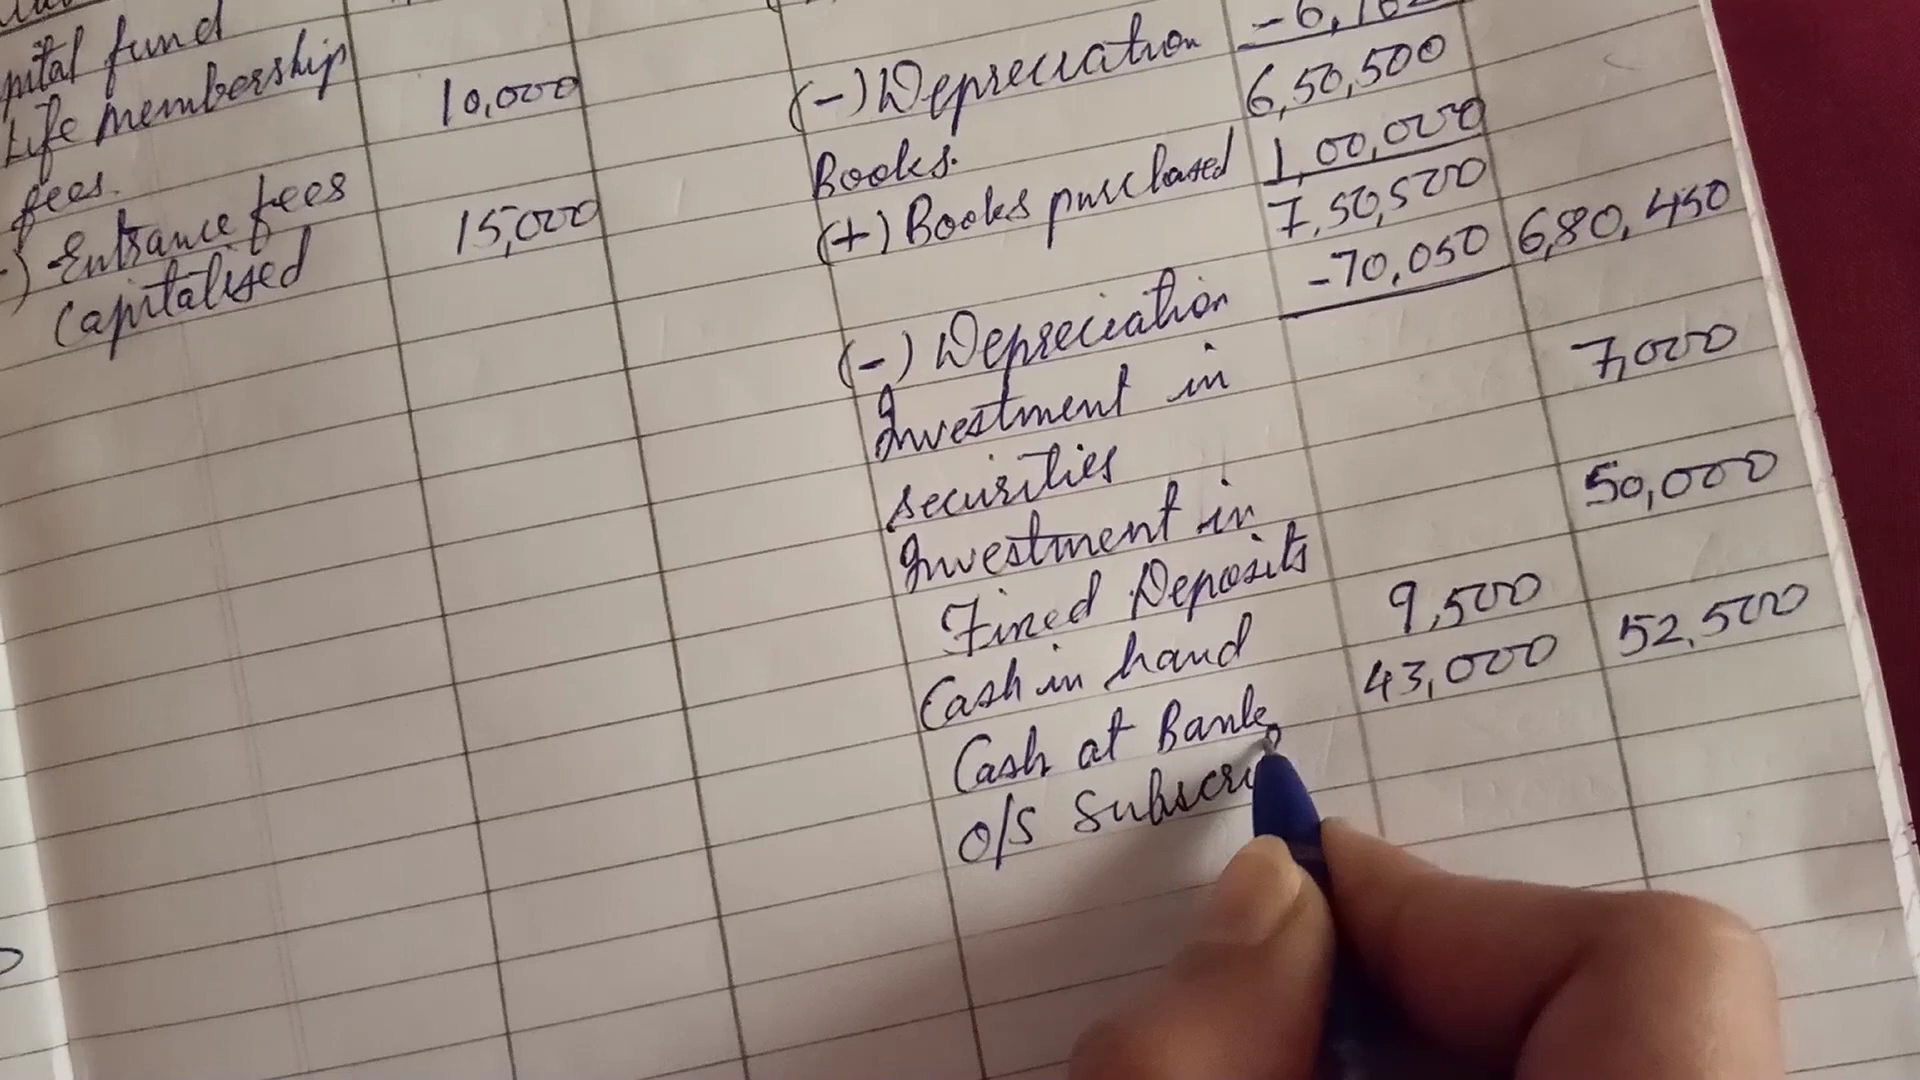 fund
Life membership 10,000
fees.
Entrance fees 15,000
Capitalised
(-) Depreciation
Books. 6,50,500
(+) Books purchased 1,00,000
7,50,500
(-) Depreciation -70,050 6,80,450
Investment in
securities 7,000
Investment in
Fixed Deposits 50,000
Cash in hand 9,500
Cash at Bank 43,000 52,500
O/S Subscri